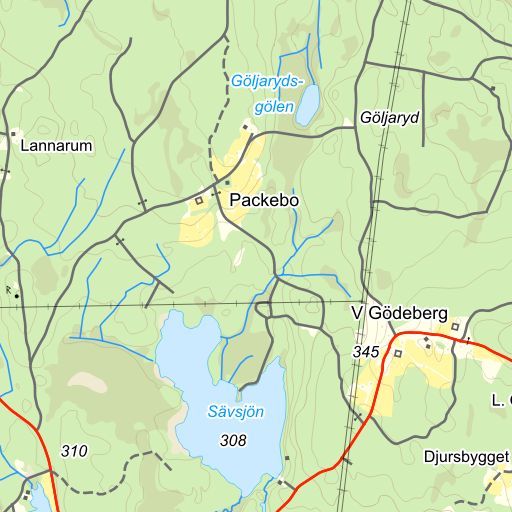 Göljaryds-
gölen
Göljaryd
Lannarum
Packebo
V Gödeberg
345
Sävsjön
308
310
L.
Djursbygget